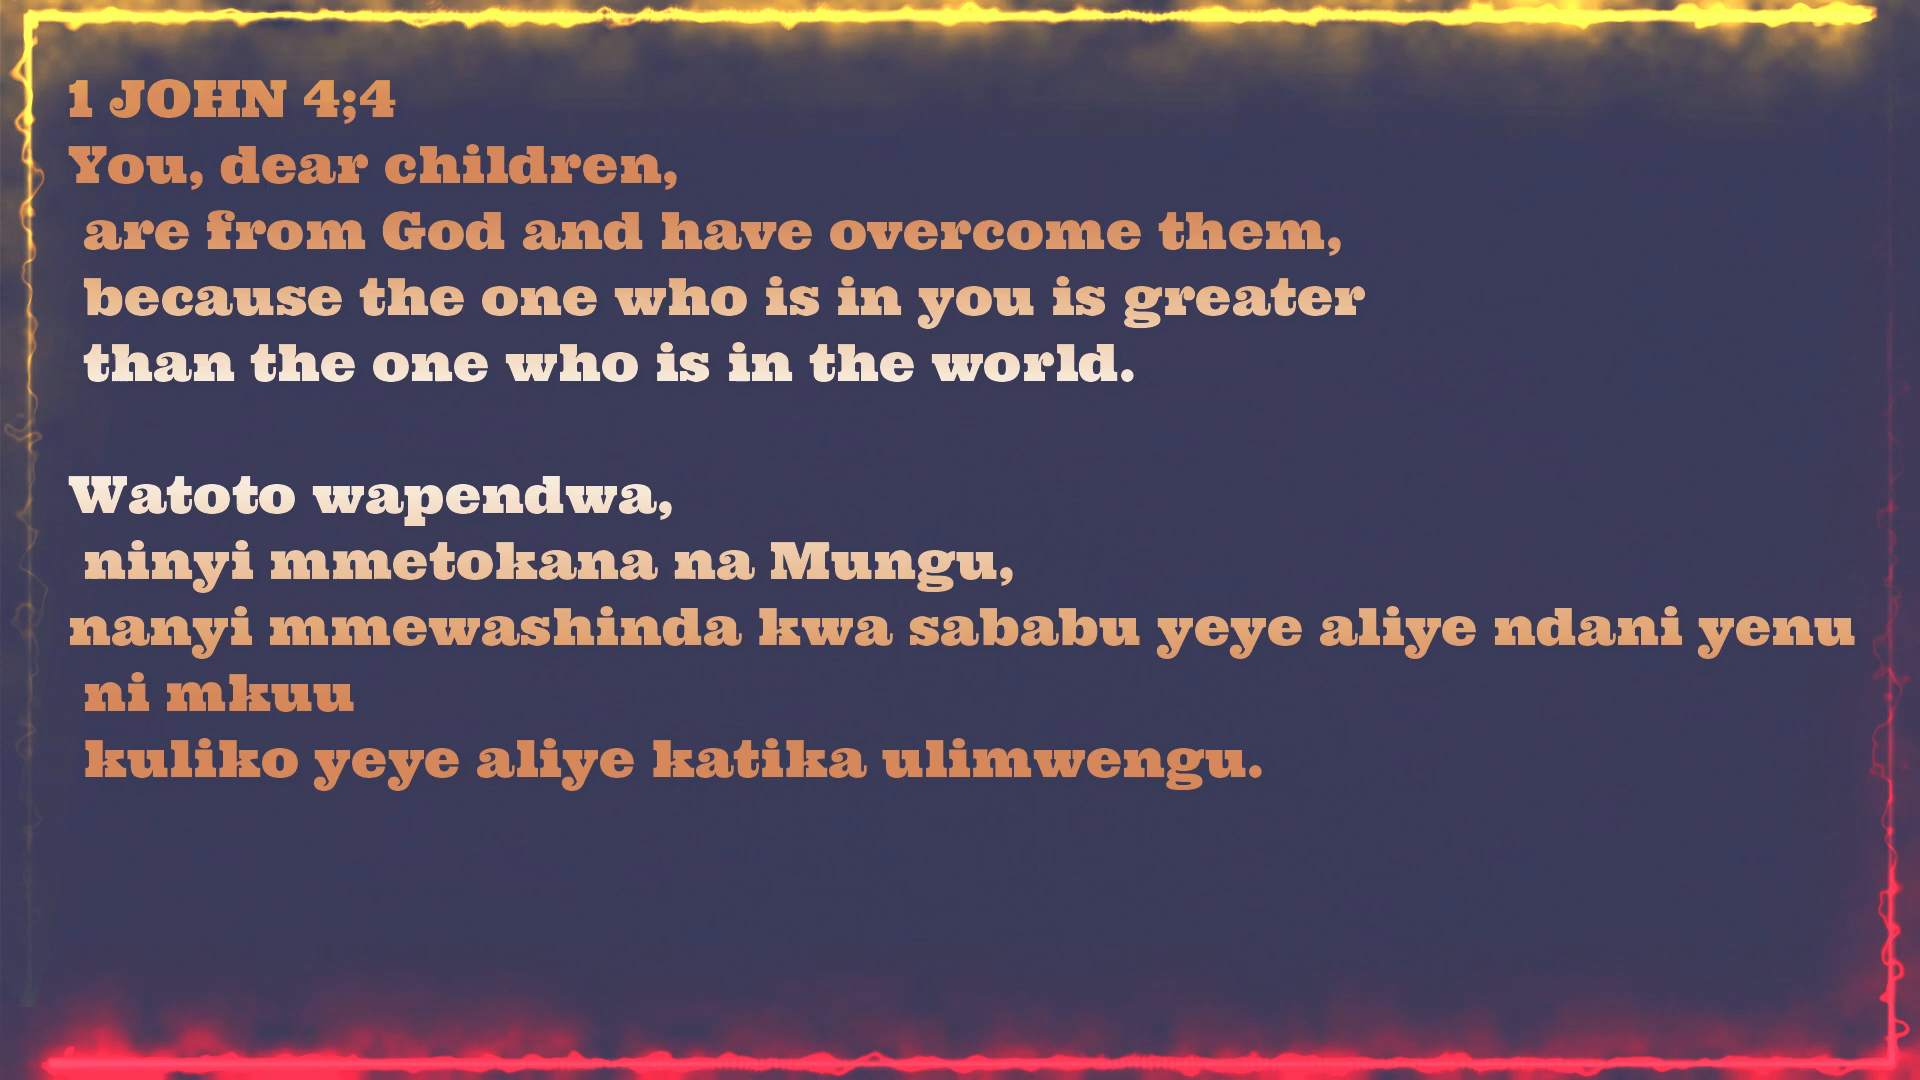 1 JOHN 4;4
You, dear children,
are from God and have overcome them,
because the one who is in you is greater
than the one who is in the world.
Watoto wapendwa,
ninyi mmetokana na Mungu,
nanyi mmewashinda kwa sababu yeye aliye ndani yenu
ni mkuu
kuliko yeye aliye katika ulimwengu.